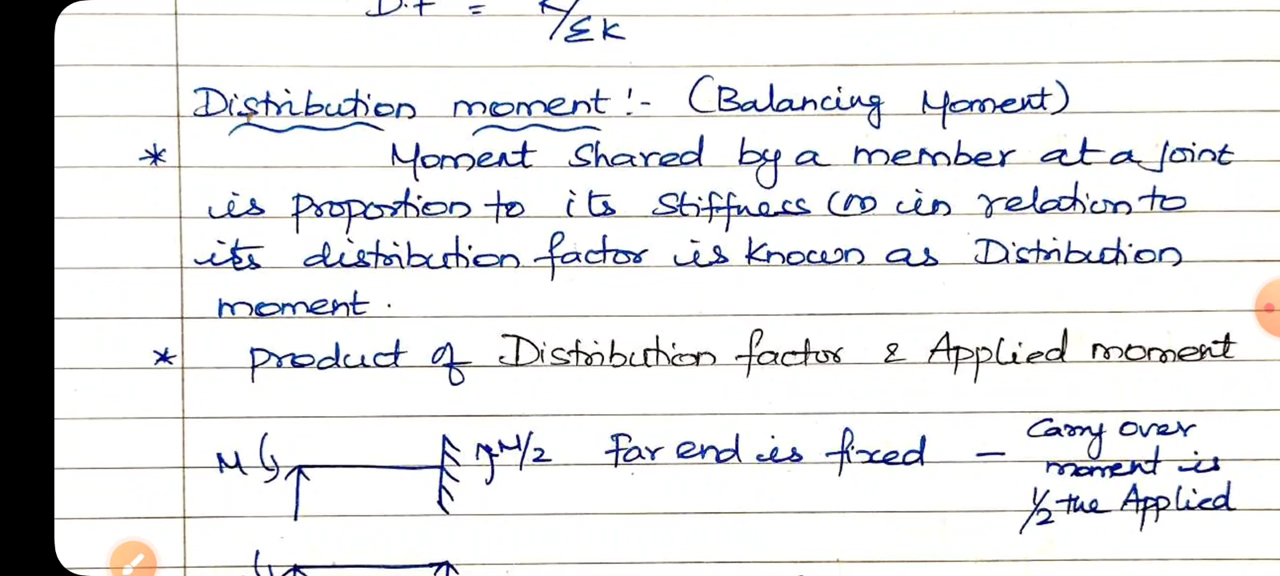 D.F = K/ΣK
Distribution moment :- (Balancing Moment)
* Moment shared by a member at a joint
is proportion to its stiffness (or) in relation to
its distribution factor is known as Distribution
moment.
* product of Distribution factor & Applied moment
M M/2 Far end is fixed - Carry over
moment is
1/2 the Applied